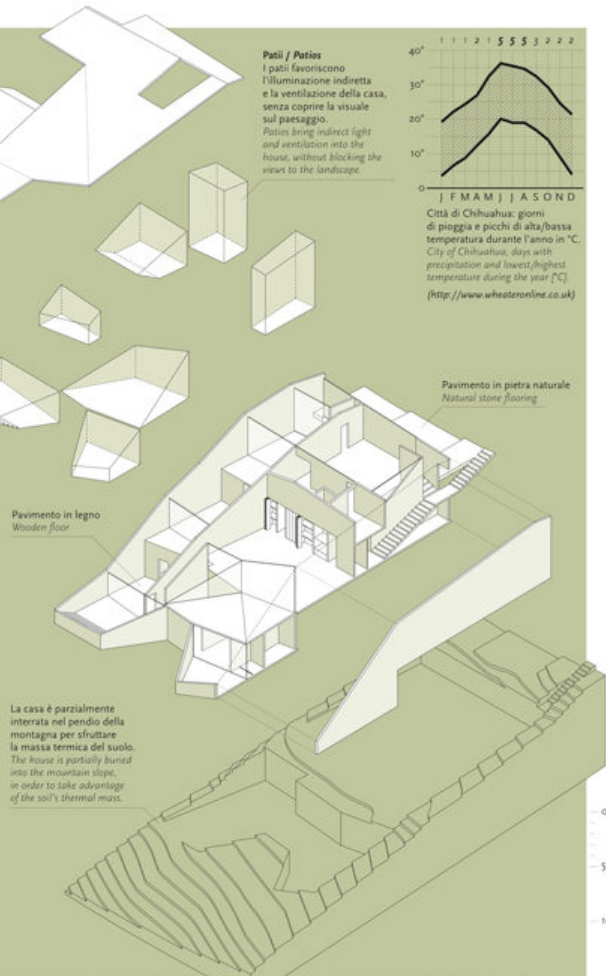 Patii / Patios
I patii favoriscono
l'illuminazione indiretta
e la ventilazione della casa,
senza coprire la visuale
sul paesaggio.
Patios bring indirect light
and ventilation into the
house, without blocking the
views to the landscape.
1 1 1 2 1 5 5 5 3 2 2 2
40°
30°
20°
10°
0
J F M A M J J A S O N D
Città di Chihuahua: giorni
di pioggia e picchi di alta/bassa
temperatura durante l'anno in °C.
City of Chihuahua, days with
precipitation and lowest/highest
temperature during the year [°C].
(http://www.wheateronline.co.uk)
Pavimento in pietra naturale
Natural stone flooring
Pavimento in legno
Wooden floor
La casa è parzialmente
interrata nel pendio della
montagna per sfruttare
la massa termica del suolo.
The house is partially buried
into the mountain slope,
in order to take advantage
of the soil's thermal mass.
0
5